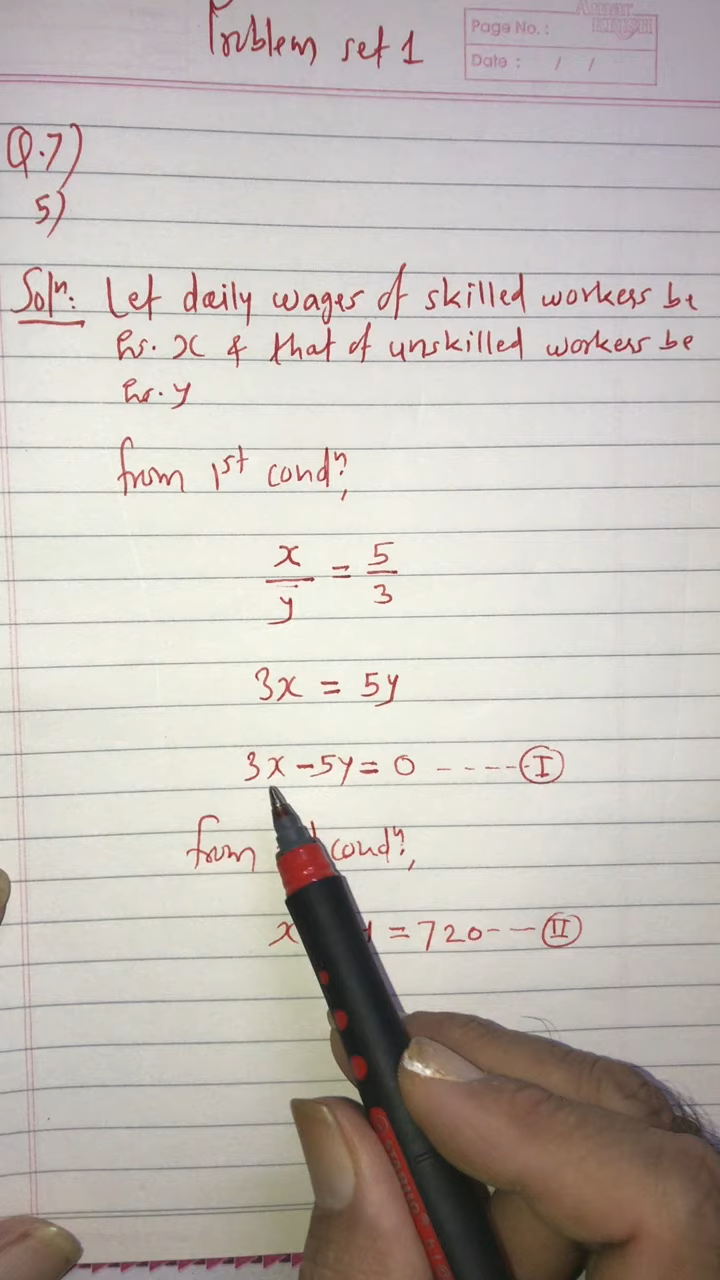 Problem set 1
Page No. :
Date : / /
Q.7)
5)
Solⁿ: Let daily wages of skilled workers be
Rs. x & that of unskilled workers be
Rs. y
from 1st condⁿ,
x/y = 5/3
3x = 5y
3x - 5y = 0 ----- (I)
from condⁿ,
x = 720 --- (II)